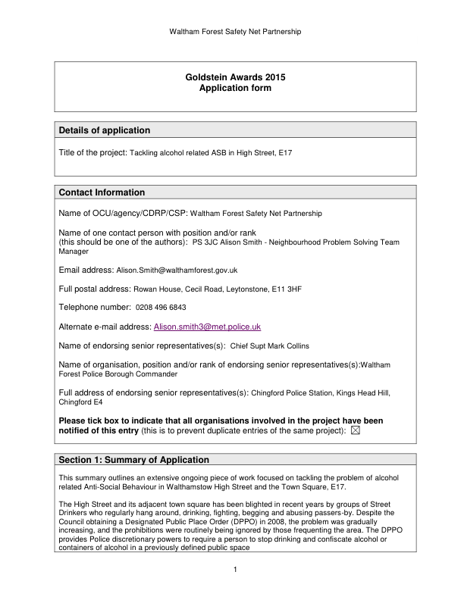 Waltham Forest Safety Net Partnership
Goldstein Awards 2015
Application form
Details of application
Title of the project: Tackling alcohol related ASB in High Street, E17
Contact Information
Name of OCU/agency/CDRP/CSP: Waltham Forest Safety Net Partnership
Name of one contact person with position and/or rank
(this should be one of the authors): PS 3JC Alison Smith - Neighbourhood Problem Solving Team
Manager
Email address: Alison.Smith@walthamforest.gov.uk
Full postal address: Rowan House, Cecil Road, Leytonstone, E11 3HF
Telephone number: 0208 496 6843
Alternate e-mail address: Alison.smith3@met.police.uk
Name of endorsing senior representatives(s): Chief Supt Mark Collins
Name of organisation, position and/or rank of endorsing senior representatives(s):Waltham
Forest Police Borough Commander
Full address of endorsing senior representatives(s): Chingford Police Station, Kings Head Hill,
Chingford E4
Please tick box to indicate that all organisations involved in the project have been
notified of this entry (this is to prevent duplicate entries of the same project): ☒
Section 1: Summary of Application
This summary outlines an extensive ongoing piece of work focused on tackling the problem of alcohol
related Anti-Social Behaviour in Walthamstow High Street and the Town Square, E17.
The High Street and its adjacent town square has been blighted in recent years by groups of Street
Drinkers who regularly hang around, drinking, fighting, begging and abusing passers-by. Despite the
Council obtaining a Designated Public Place Order (DPPO) in 2008, the problem was gradually
increasing, and the prohibitions were routinely being ignored by those frequenting the area. The DPPO
provides Police discretionary powers to require a person to stop drinking and confiscate alcohol or
containers of alcohol in a previously defined public space
1